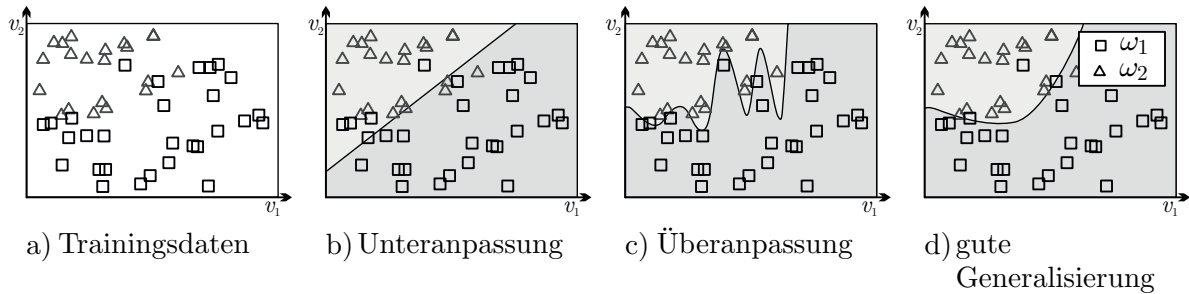 v₂
v₁
a) Trainingsdaten
v₂
v₁
b) Unteranpassung
v₂
v₁
c) Überanpassung
v₂
ω₁
ω₂
v₁
d) gute
Generalisierung